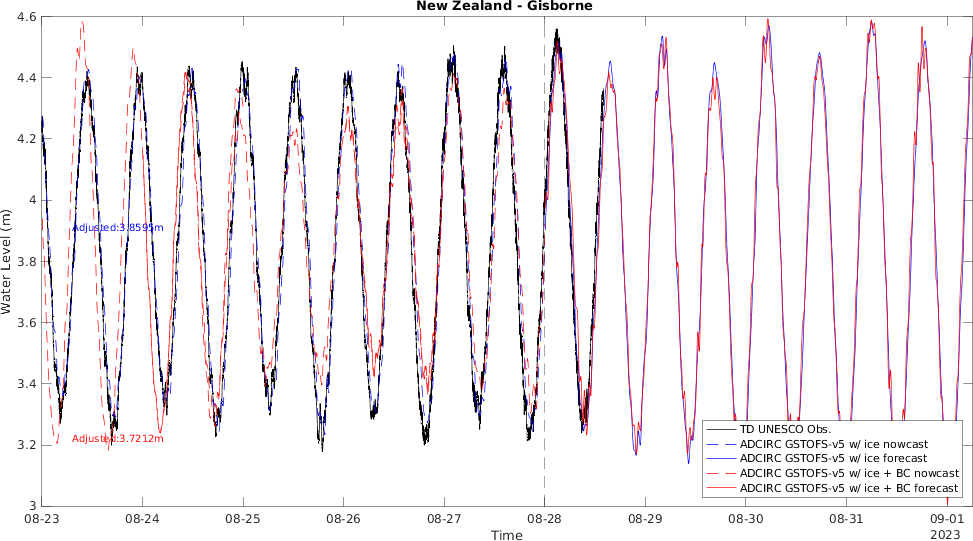 New Zealand - Gisborne
4.6
4.4
4.2
4
3.8
3.6
3.4
3.2
3
Water Level (m)
Adjusted:3.8595m
Adjusted:3.7212m
TD UNESCO Obs.
ADCIRC GSTOFS-v5 w/ ice nowcast
ADCIRC GSTOFS-v5 w/ ice forecast
ADCIRC GSTOFS-v5 w/ ice + BC nowcast
ADCIRC GSTOFS-v5 w/ ice + BC forecast
08-23 08-24 08-25 08-26 08-27 08-28 08-29 08-30 08-31 09-01
2023
Time